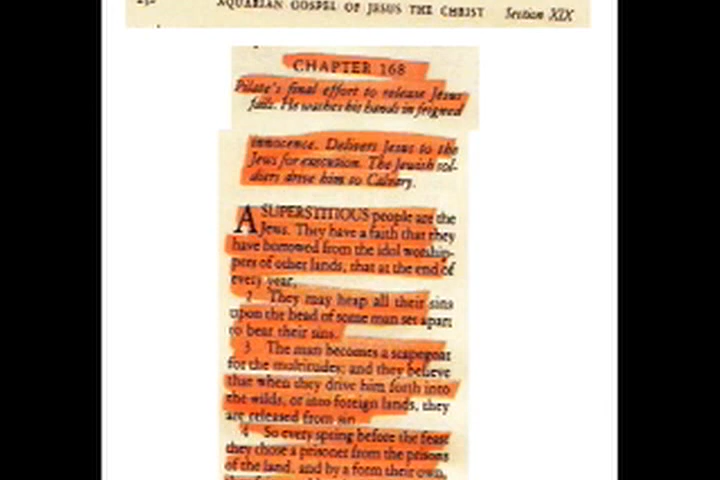 AQUARIAN GOSPEL OF JESUS THE CHRIST Section XIX
CHAPTER 168
Pilate's final effort to release Jesus
fails. He washes his hands in feigned
innocence. Delivers Jesus to the
Jews for execution. The Jewish sol-
diers drive him to Calvary.
A SUPERSTITIOUS people are the
Jews. They have a faith that they
have borrowed from the idol worship-
pers of other lands, that at the end of
every year,
2 They may heap all their sins
upon the head of some man set apart
to bear their sins.
3 The man becomes a scapegoat
for the multitudes; and they believe
that when they drive him forth into
the wilds, or into foreign lands, they
are released from sin.
4 So every spring before the feast
they chose a prisoner from the prisons
of the land, and by a form their own,